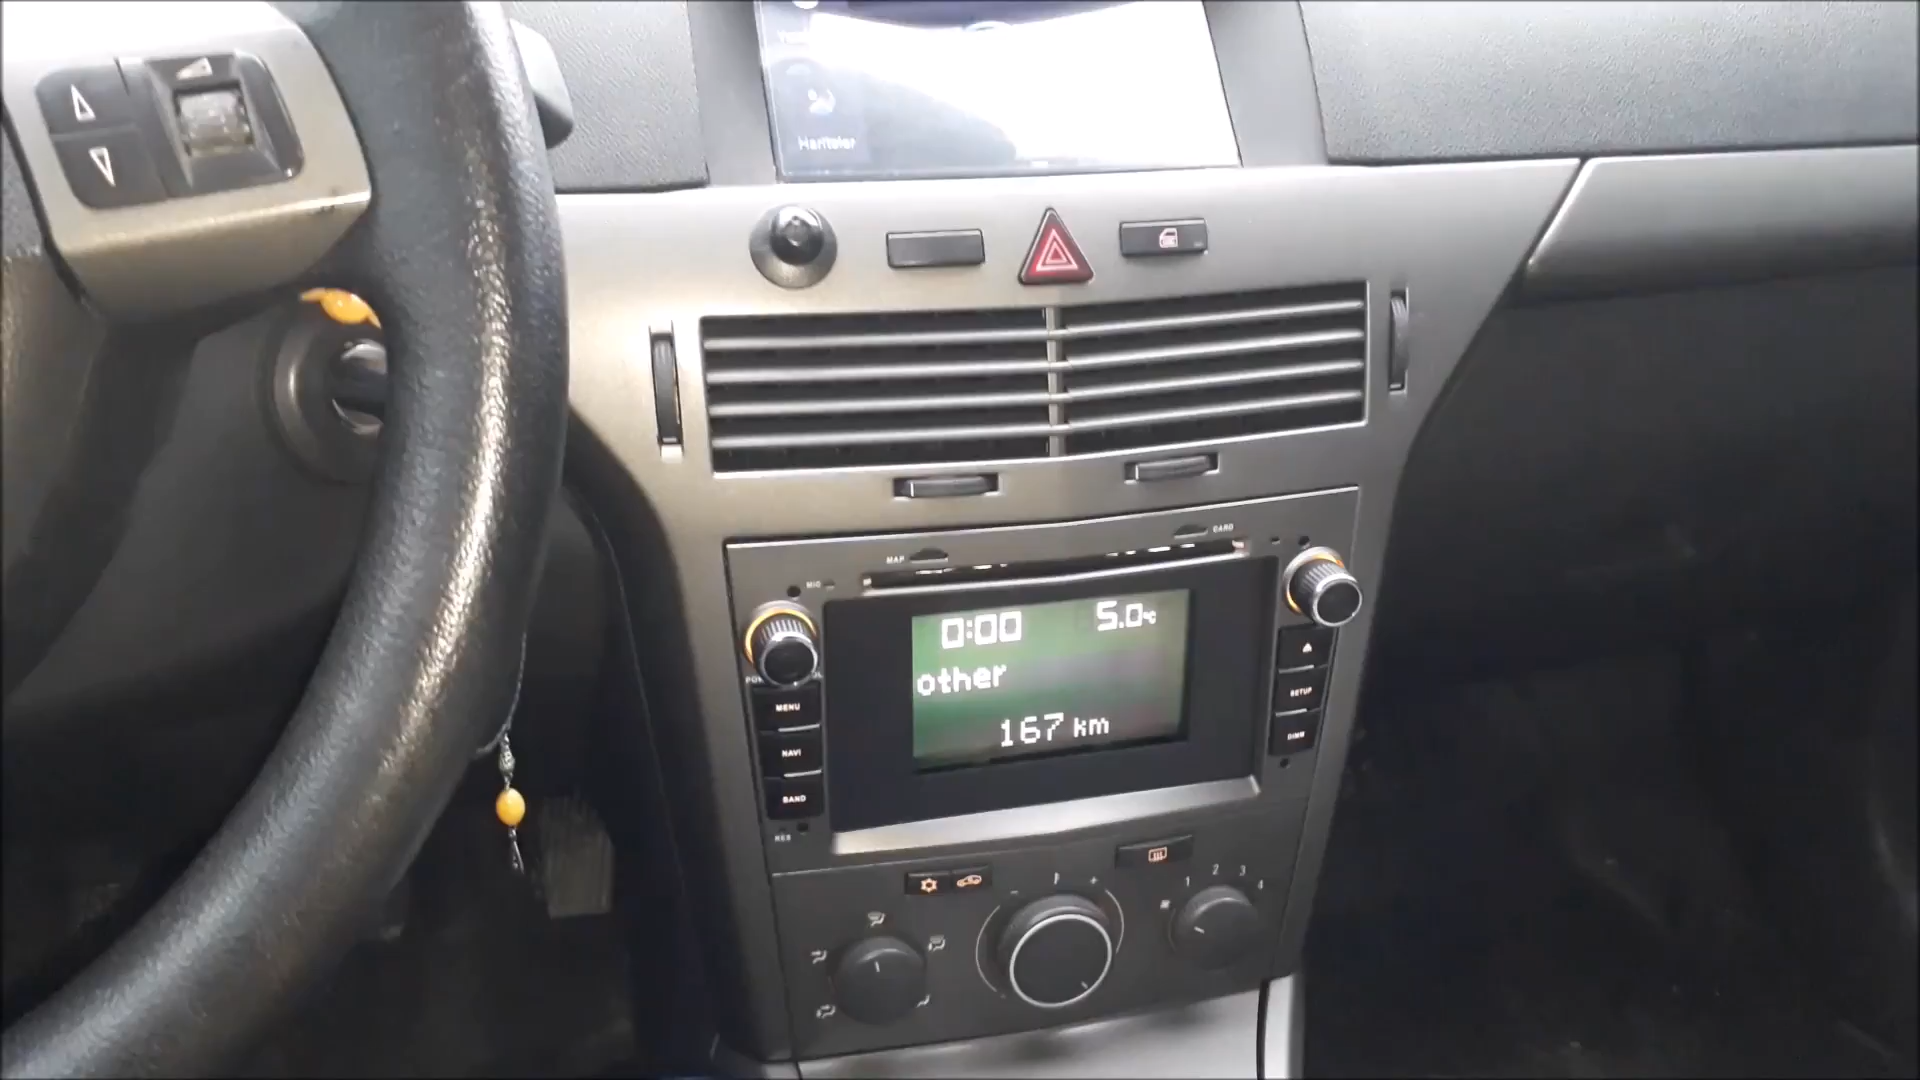 Haritalar
MAP
CARD
MIC
0:00
5.0°C
other
167 km
MENU
NAVI
BAND
RES
SETUP
DIMM
1 2 3 4